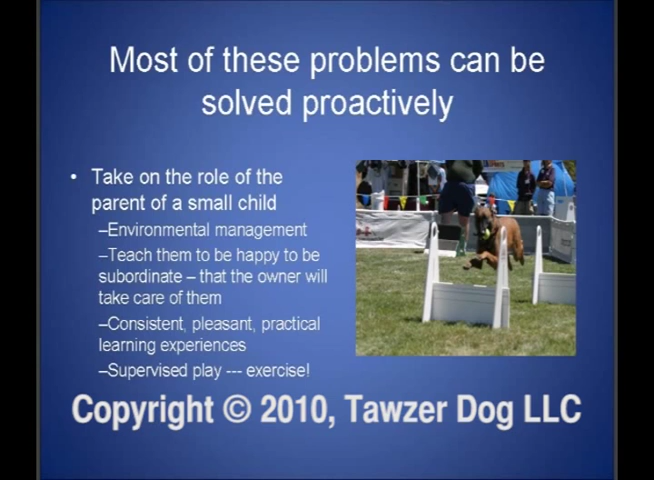 Most of these problems can be
solved proactively
• Take on the role of the
parent of a small child
–Environmental management
–Teach them to be happy to be
subordinate – that the owner will
take care of them
–Consistent, pleasant, practical
learning experiences
–Supervised play --- exercise!
Copyright © 2010, Tawzer Dog LLC